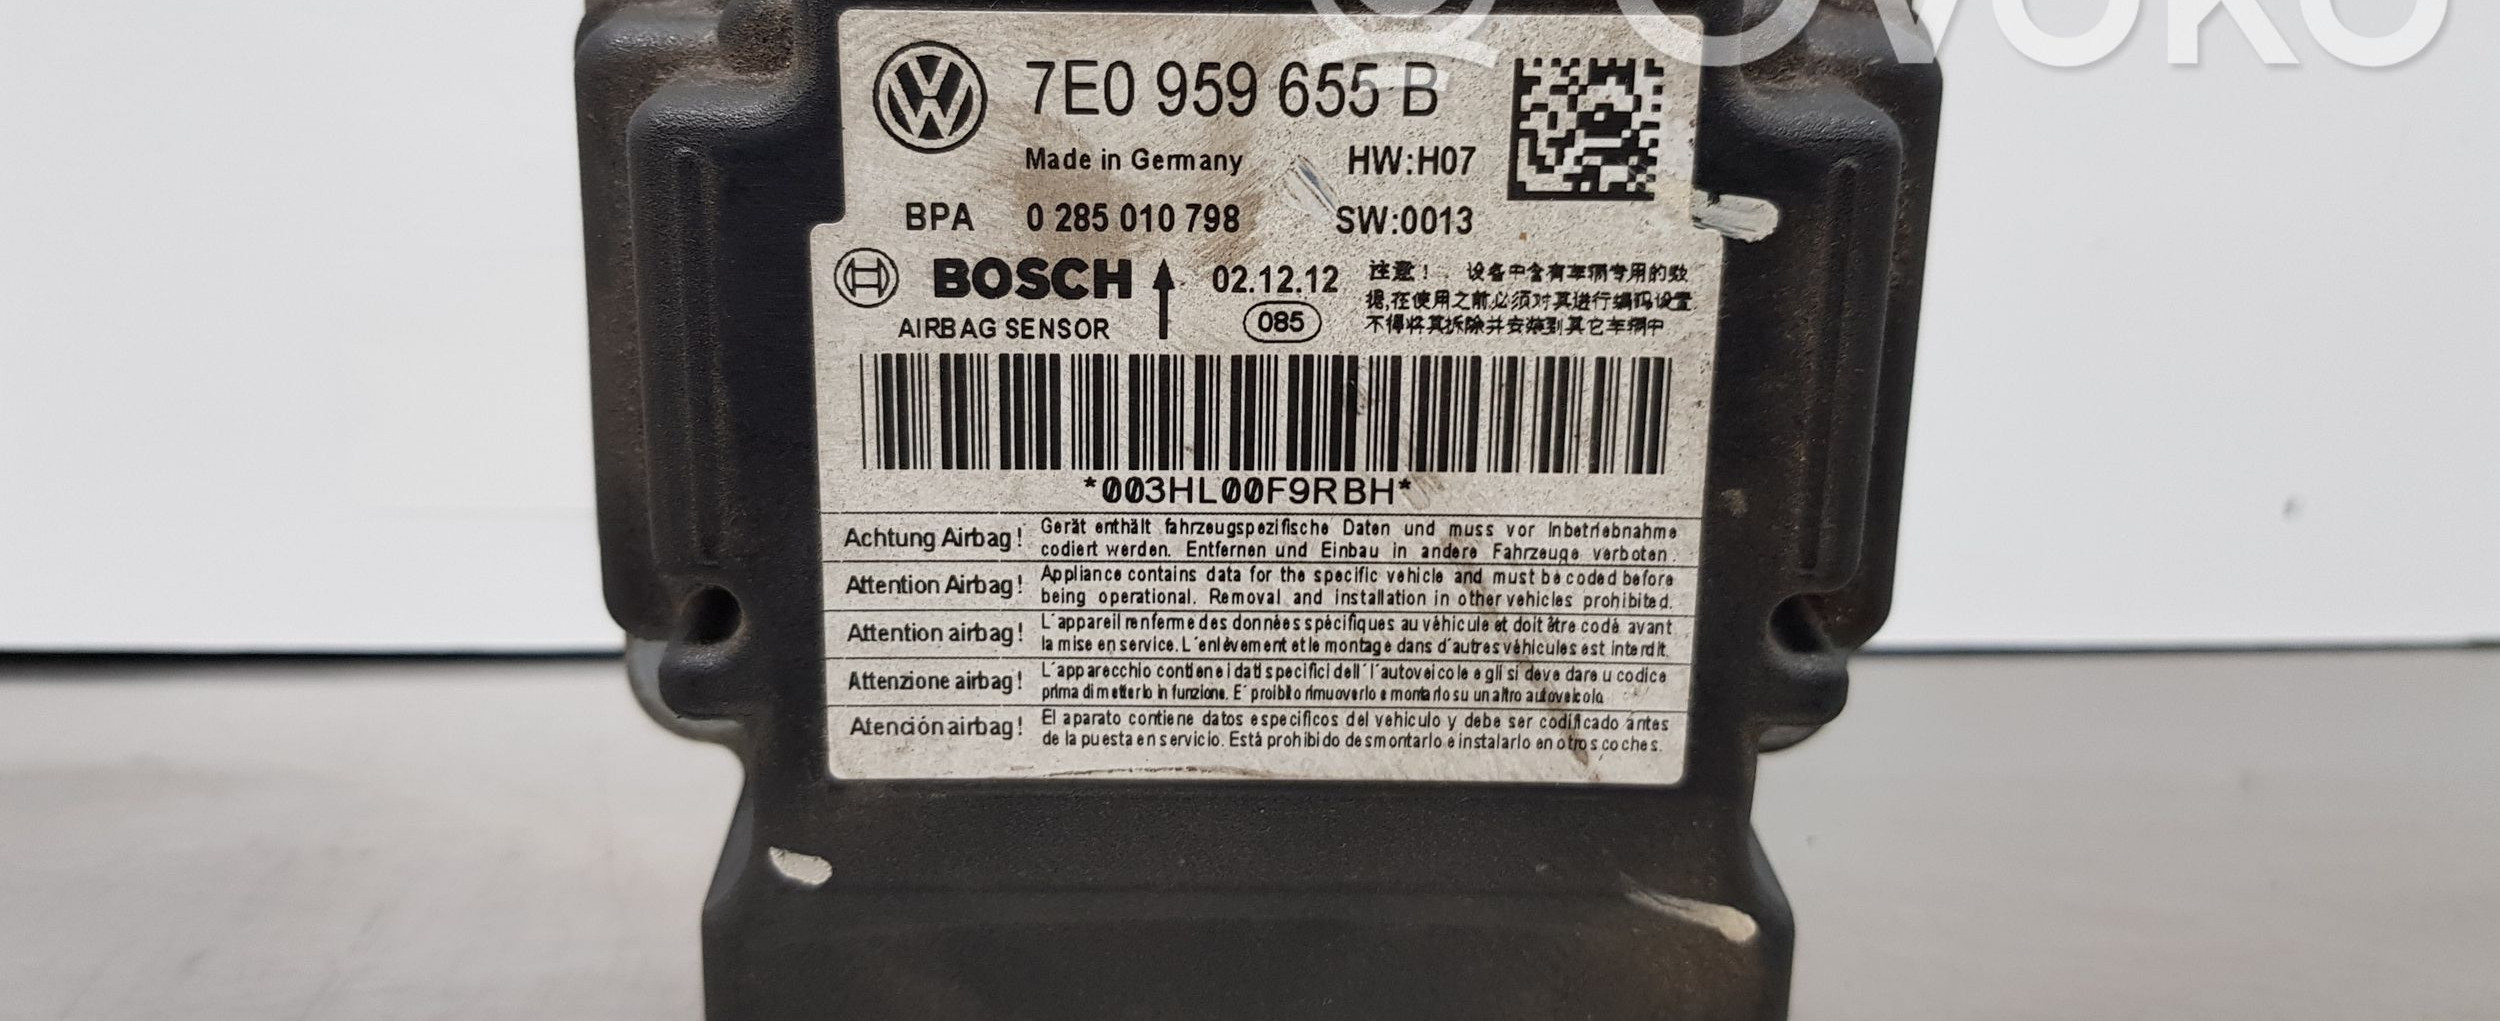 OVOKO
7E0 959 655 B
Made in Germany HW:H07
BPA 0 285 010 798 SW:0013
BOSCH 02.12.12
AIRBAG SENSOR 085
注意! 设备中含有车辆专用的数
据,在使用之前必须对其进行编码设置
不得将其拆除并安装到其它车辆中
*003HL00F9RBH*
Achtung Airbag! Gerät enthält fahrzeugspezifische Daten und muss vor Inbetriebnahme
codiert werden. Entfernen und Einbau in andere Fahrzeuge verboten.
Attention Airbag! Appliance contains data for the specific vehicle and must be coded before
being operational. Removal and installation in other vehicles prohibited.
Attention airbag! L´appareil renferme des données spécifiques au véhicule et doit être codé avant
la mise en service. L´enlèvement et le montage dans d´autres véhicules est interdit.
Attenzione airbag! L´apparecchio contiene i dati specifici dell´l´autoveicolo e gli si deve dare u codice
prima di metterlo in funzione. E´ proibito rimuoverlo e montarlo su un altro autoveicolo
Atención airbag! El aparato contiene datos especificos del vehiculo y debe ser codificado ántes
de la puesta en servicio. Está prohibido desmontarlo e instalarlo en otros coches.